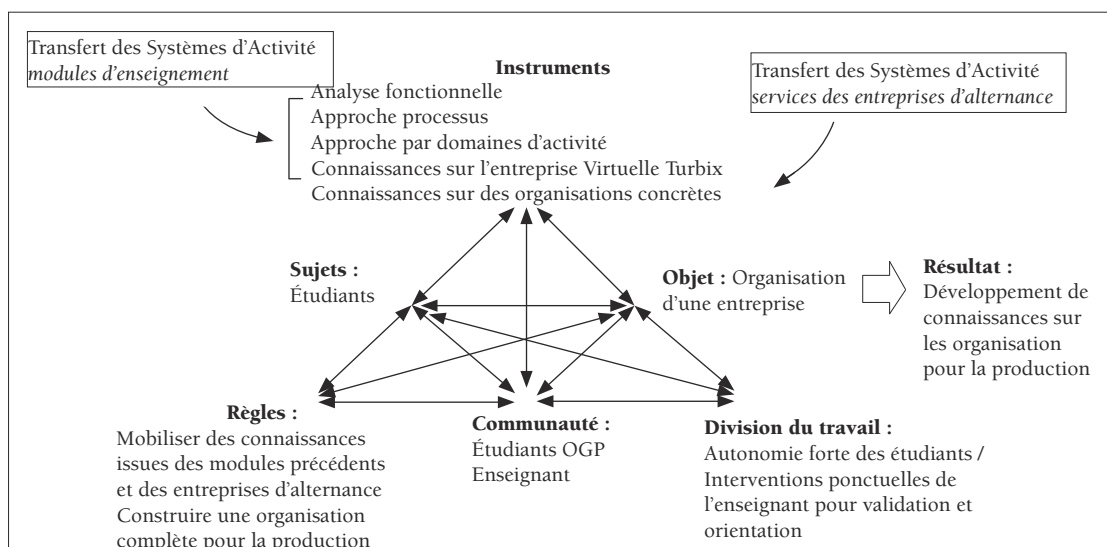 Transfert des Systèmes d'Activité
modules d'enseignement
Instruments
Analyse fonctionnelle
Approche processus
Approche par domaines d'activité
Connaissances sur l'entreprise Virtuelle Turbix
Connaissances sur des organisations concrètes
Transfert des Systèmes d'Activité
services des entreprises d'alternance
Sujets :
Étudiants
Objet : Organisation
d'une entreprise
Résultat :
Développement de
connaissances sur
les organisation
pour la production
Règles :
Mobiliser des connaissances
issues des modules précédents
et des entreprises d'alternance
Construire une organisation
complète pour la production
Communauté :
Étudiants OGP
Enseignant
Division du travail :
Autonomie forte des étudiants /
Interventions ponctuelles de
l'enseignant pour validation et
orientation